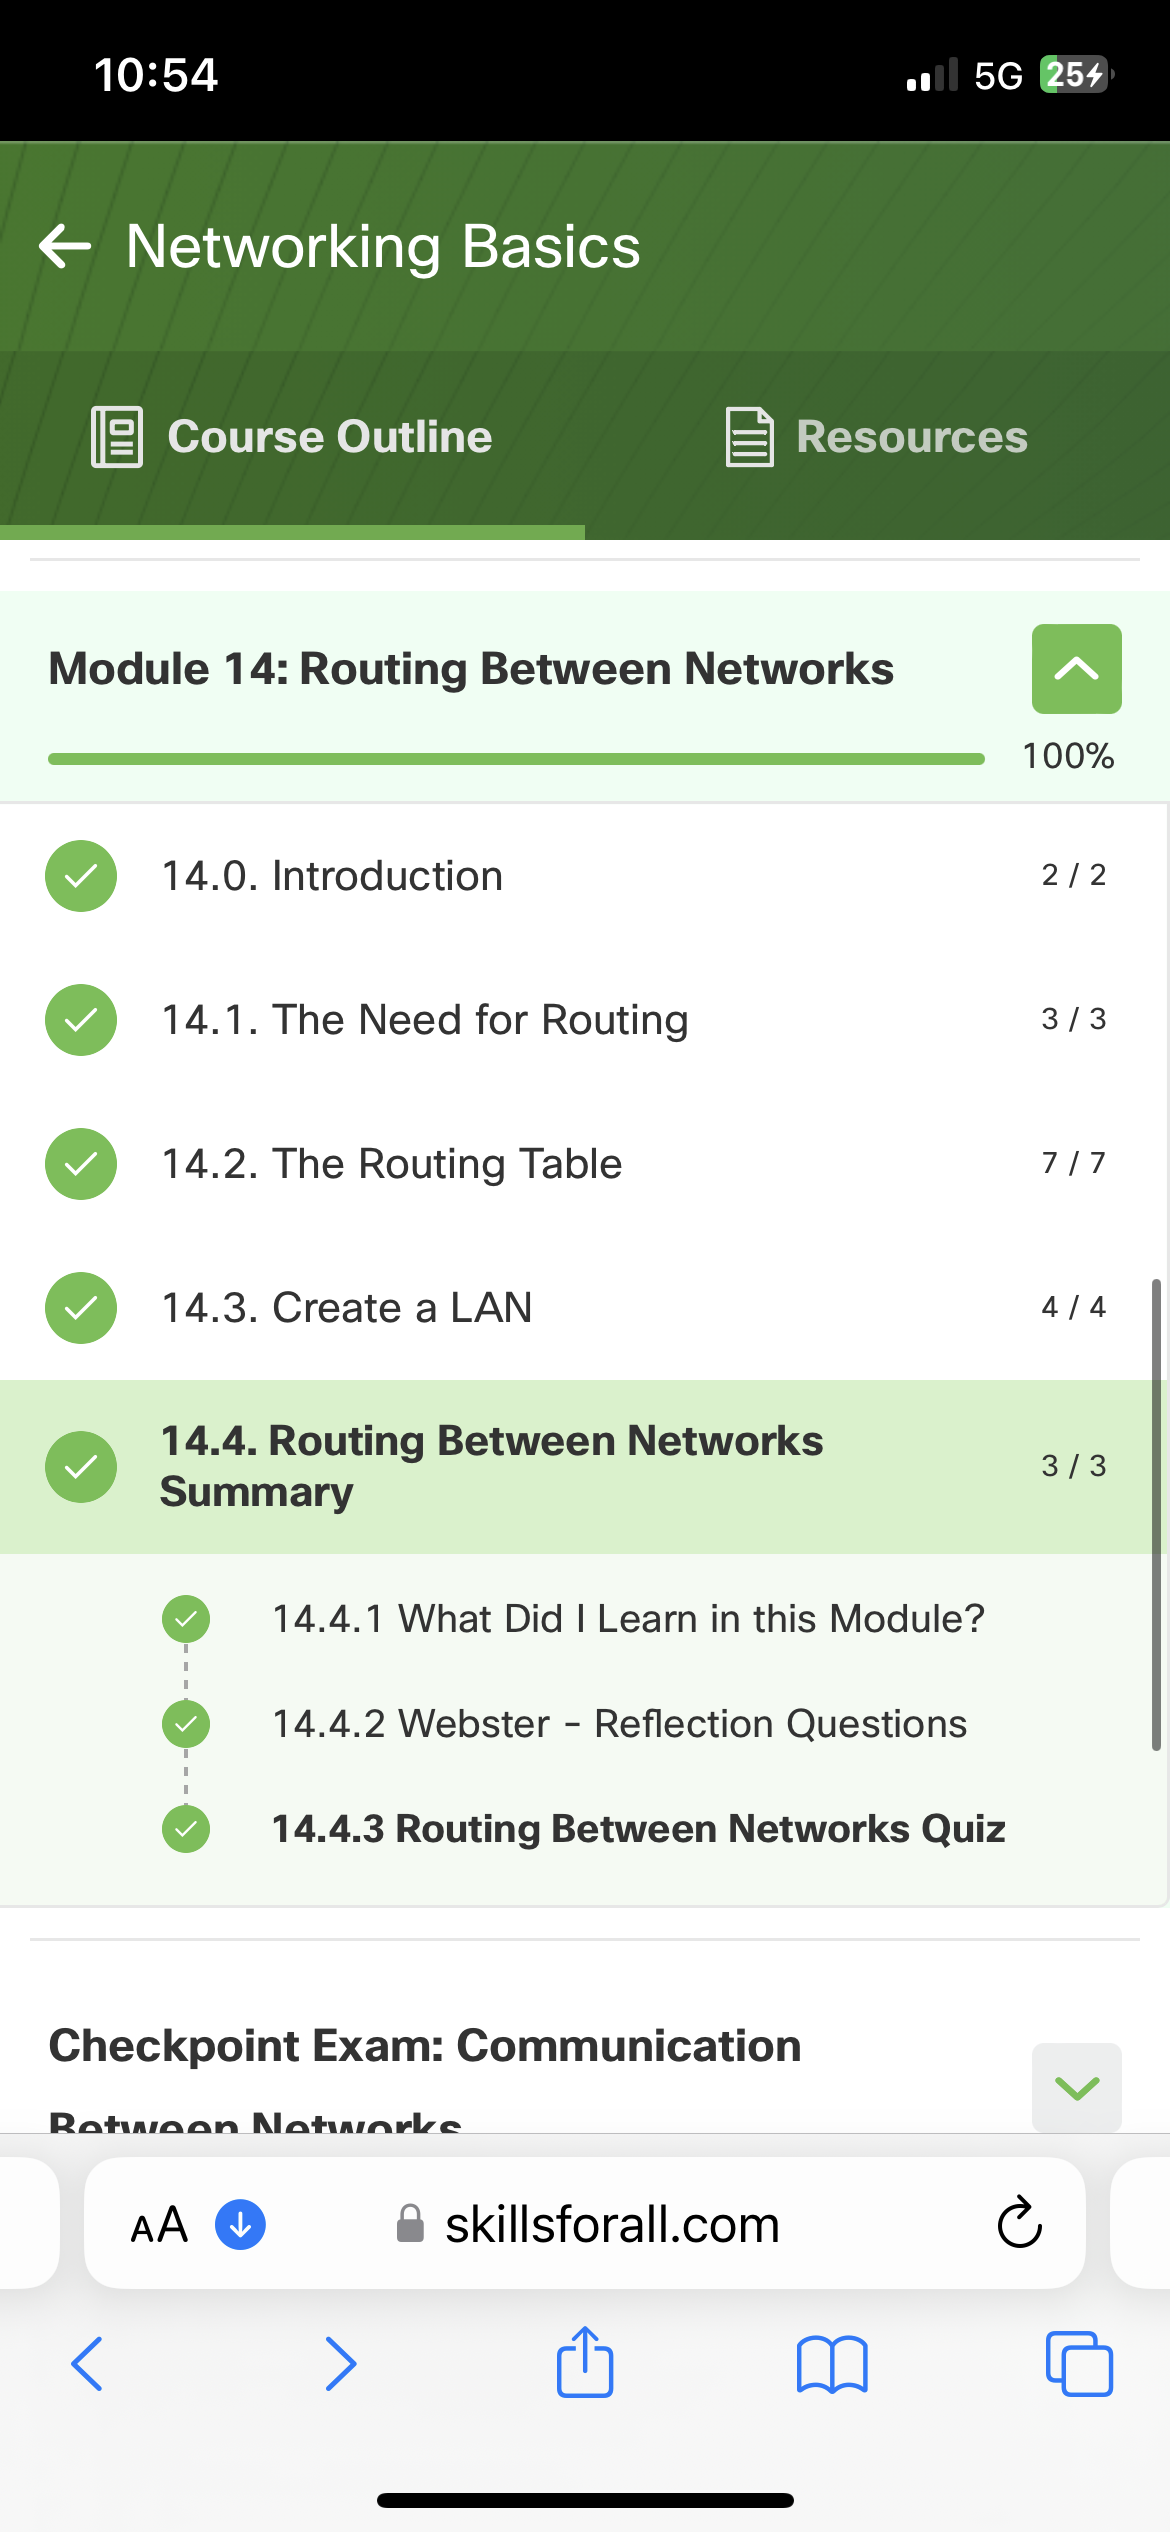 10:54
5G 25
Networking Basics
Course Outline
Resources
Module 14: Routing Between Networks
100%
14.0. Introduction 2 / 2
14.1. The Need for Routing 3 / 3
14.2. The Routing Table 7 / 7
14.3. Create a LAN 4 / 4
14.4. Routing Between Networks
Summary
3 / 3
14.4.1 What Did I Learn in this Module?
14.4.2 Webster - Reflection Questions
14.4.3 Routing Between Networks Quiz
Checkpoint Exam: Communication
Between Networks
AA skillsforall.com